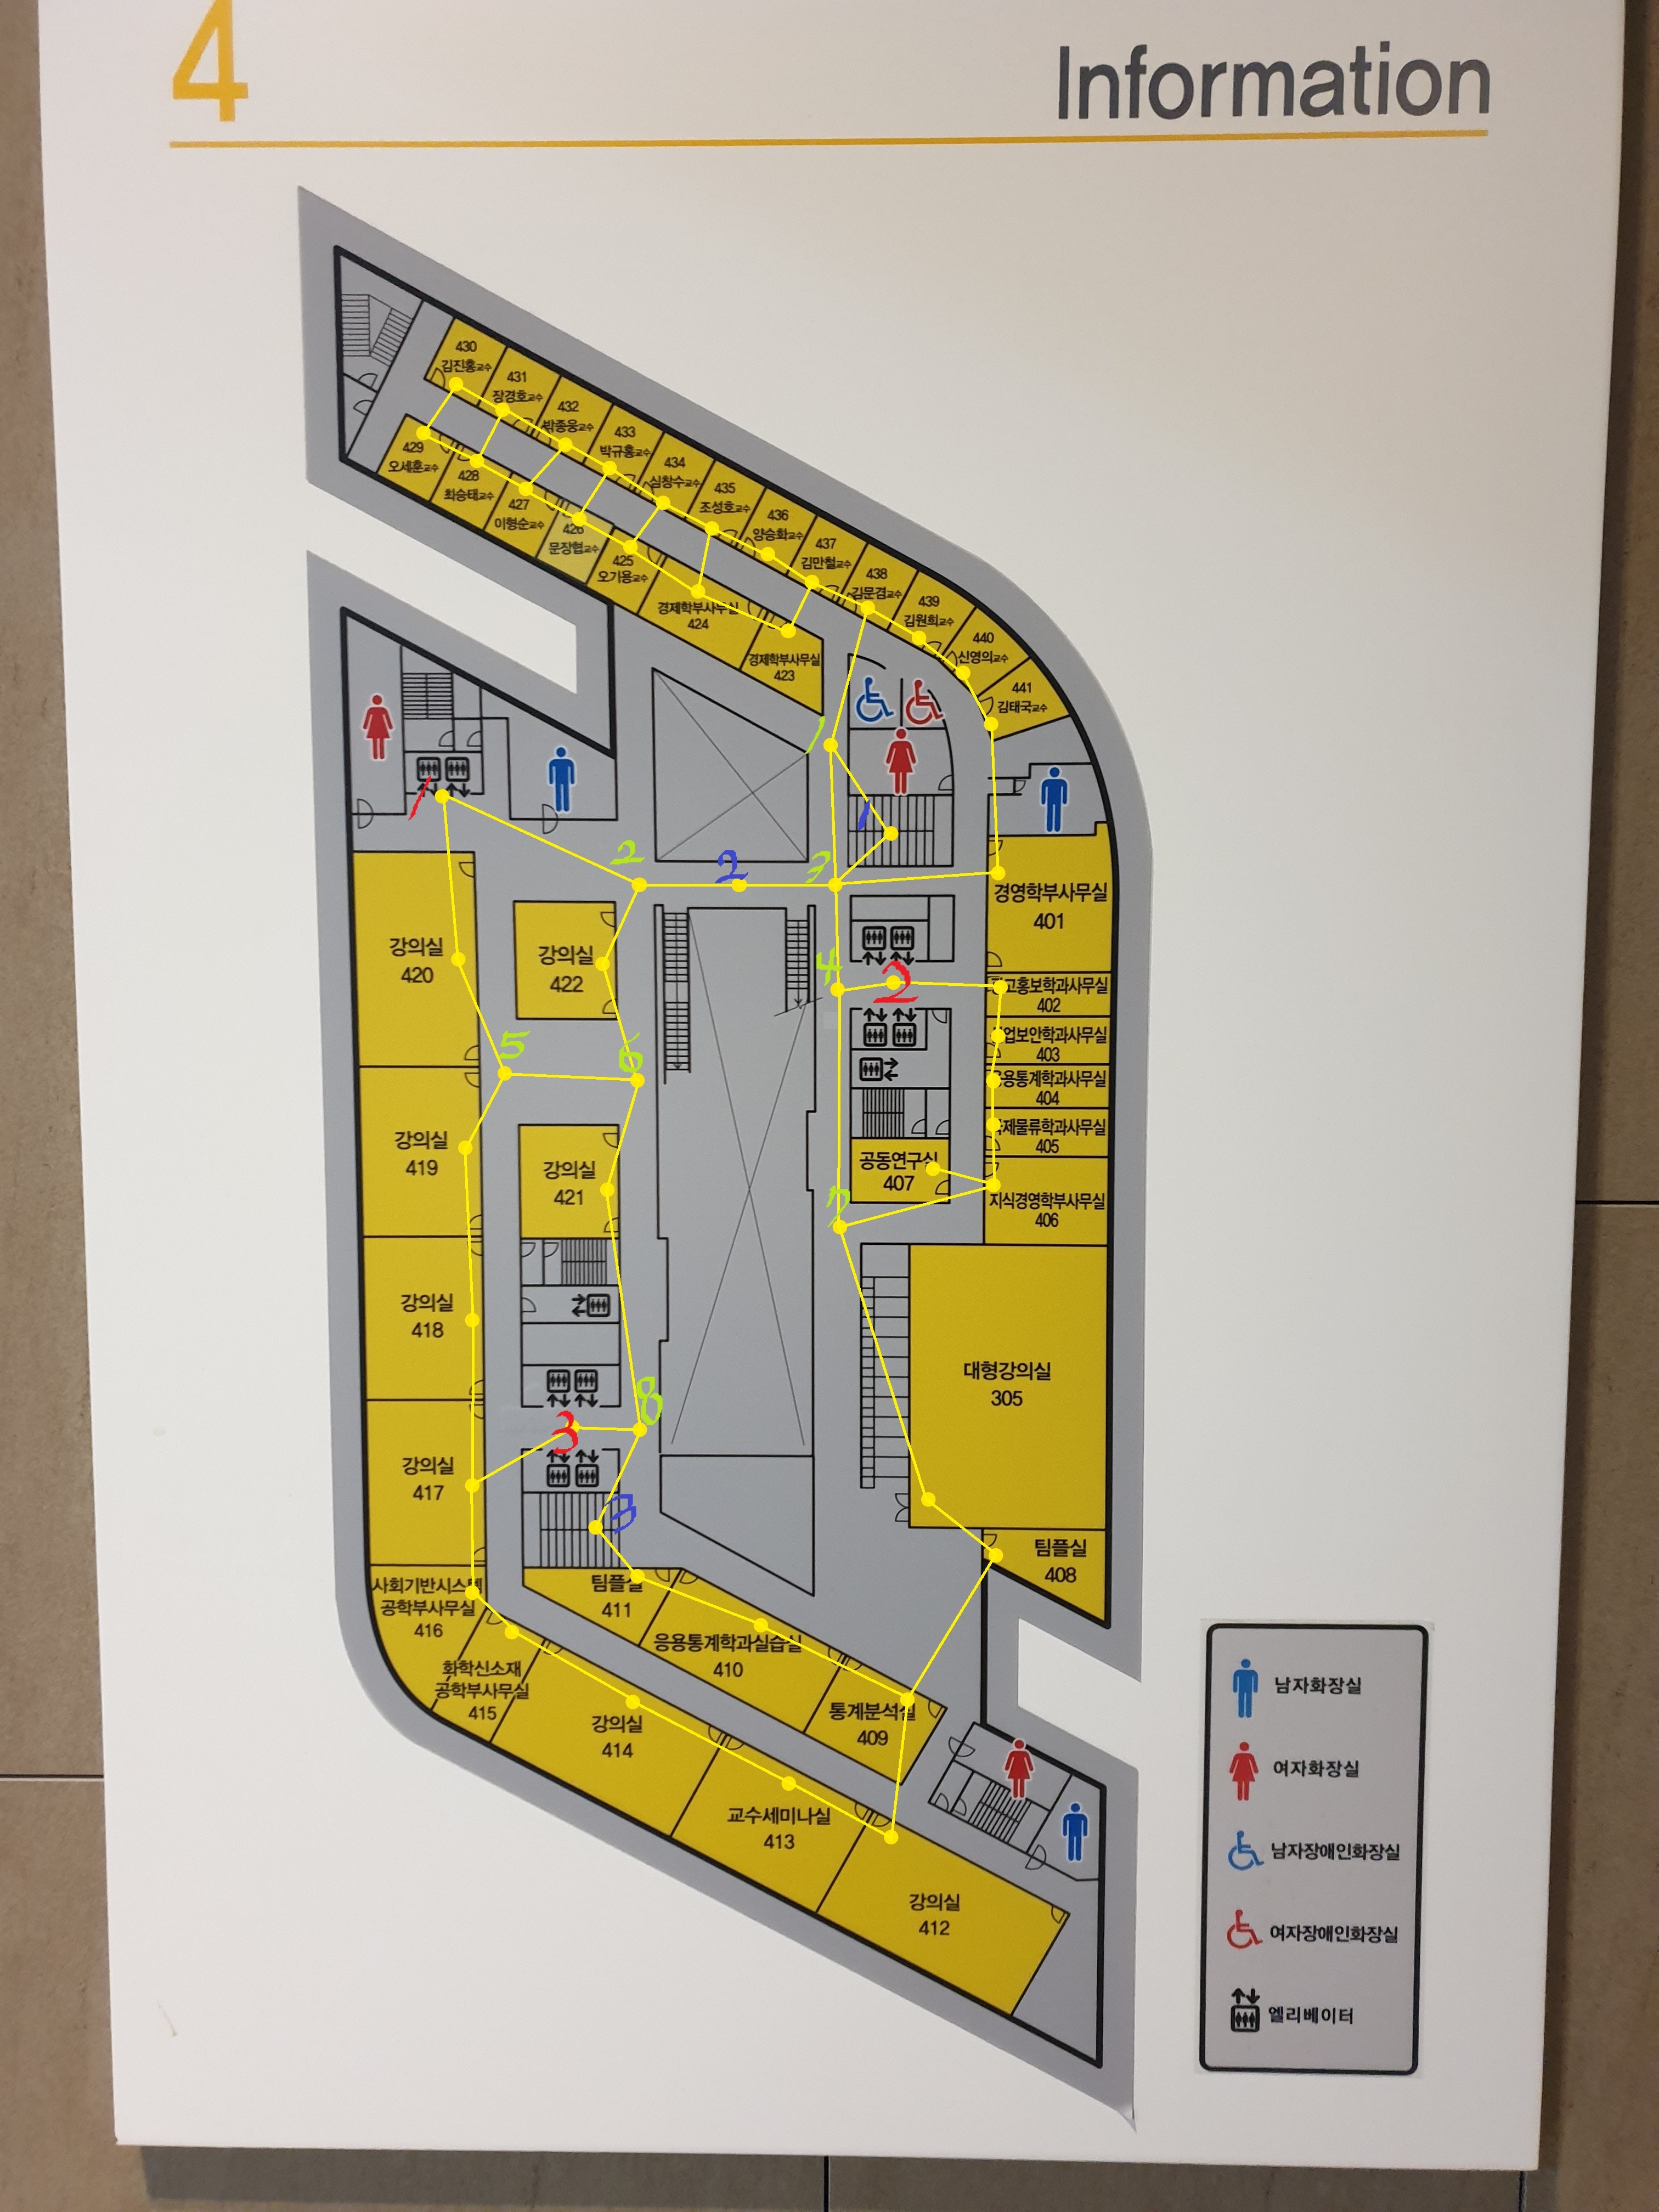 4
Information
430
김진홍교수
431
장경호교수
432
박종웅교수
433
박규홍교수
434
심창수교수
435
조성호교수
436
양승화교수
437
김만철교수
438
김문겸교수
439
김원희교수
440
신영의교수
441
김태국교수
429
오세훈교수
428
최승태교수
427
이형순교수
426
문장협교수
425
오기용교수
경제학부사무실
424
경제학부사무실
423
1
1
1
2
2
3
경영학부사무실
401
강의실
420
강의실
422
4
2
고홍보학과사무실
402
업보안학과사무실
403
용통계학과사무실
404
제물류학과사무실
405
지식경영학부사무실
406
공동연구실
407
5
6
7
강의실
419
강의실
421
강의실
418
대형강의실
305
8
3
강의실
417
3
팀플실
408
사회기반시스템
공학부사무실
416
팀플실
411
응용통계학과실습실
410
화학신소재
공학부사무실
415
통계분석실
409
강의실
414
교수세미나실
413
강의실
412
남자화장실
여자화장실
남자장애인화장실
여자장애인화장실
엘리베이터